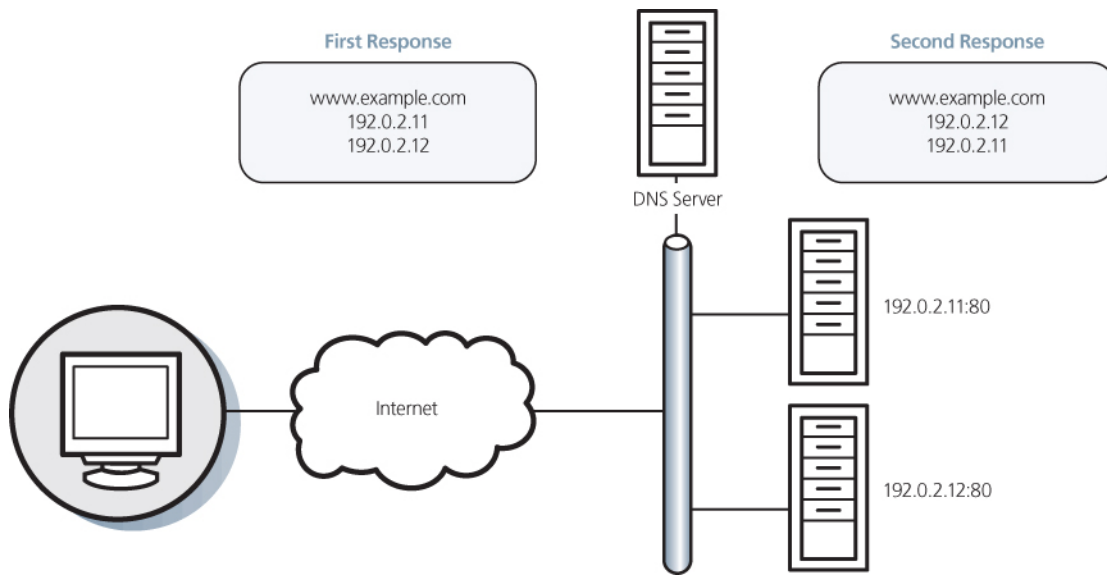 First Response
www.example.com
192.0.2.11
192.0.2.12
DNS Server
Second Response
www.example.com
192.0.2.12
192.0.2.11
192.0.2.11:80
Internet
192.0.2.12:80